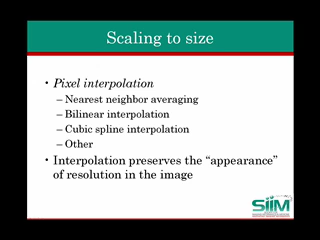 Scaling to size
• Pixel interpolation
– Nearest neighbor averaging
– Bilinear interpolation
– Cubic spline interpolation
– Other
• Interpolation preserves the “appearance”
of resolution in the image
SIIM